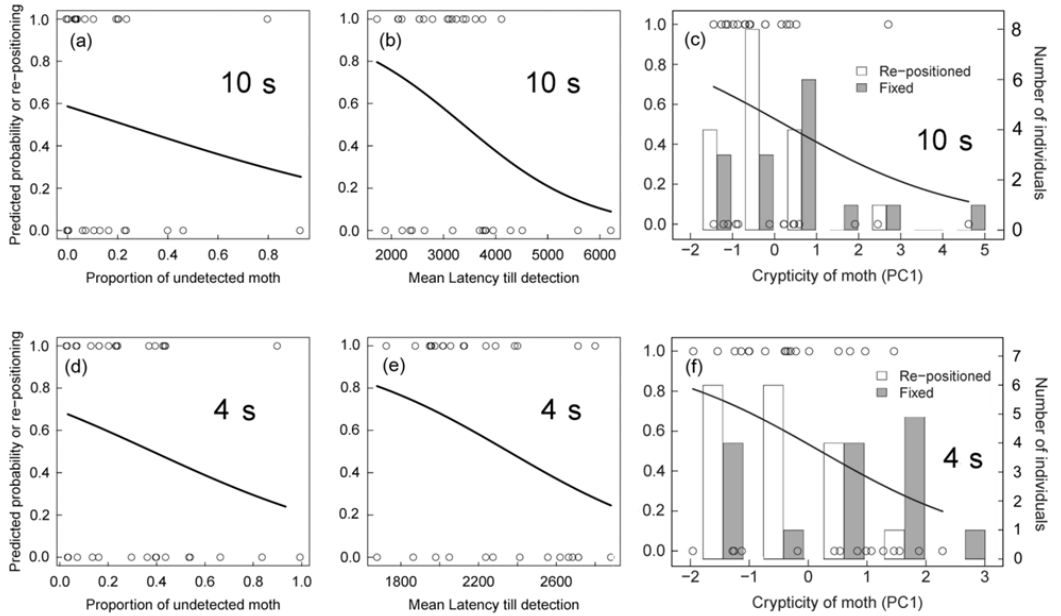 Predicted probability or re-positioning
1.0
0.8
0.6
0.4
0.2
0.0
(a)
10 s
0.0 0.2 0.4 0.6 0.8
Proportion of undetected moth
1.0
0.8
0.6
0.4
0.2
0.0
(b)
10 s
2000 3000 4000 5000 6000
Mean Latency till detection
1.0
0.8
0.6
0.4
0.2
0.0
(c)
Re-positioned
Fixed
10 s
8
6
4
2
0
Number of individuals
−2 −1 0 1 2 3 4 5
Crypticity of moth (PC1)
Predicted probability or re-positioning
1.0
0.8
0.6
0.4
0.2
0.0
(d)
4 s
0.0 0.2 0.4 0.6 0.8 1.0
Proportion of undetected moth
1.0
0.8
0.6
0.4
0.2
0.0
(e)
4 s
1800 2200 2600
Mean Latency till detection
1.0
0.8
0.6
0.4
0.2
0.0
(f)
Re-positioned
Fixed
4 s
7
6
5
4
3
2
1
0
Number of individuals
−2 −1 0 1 2 3
Crypticity of moth (PC1)